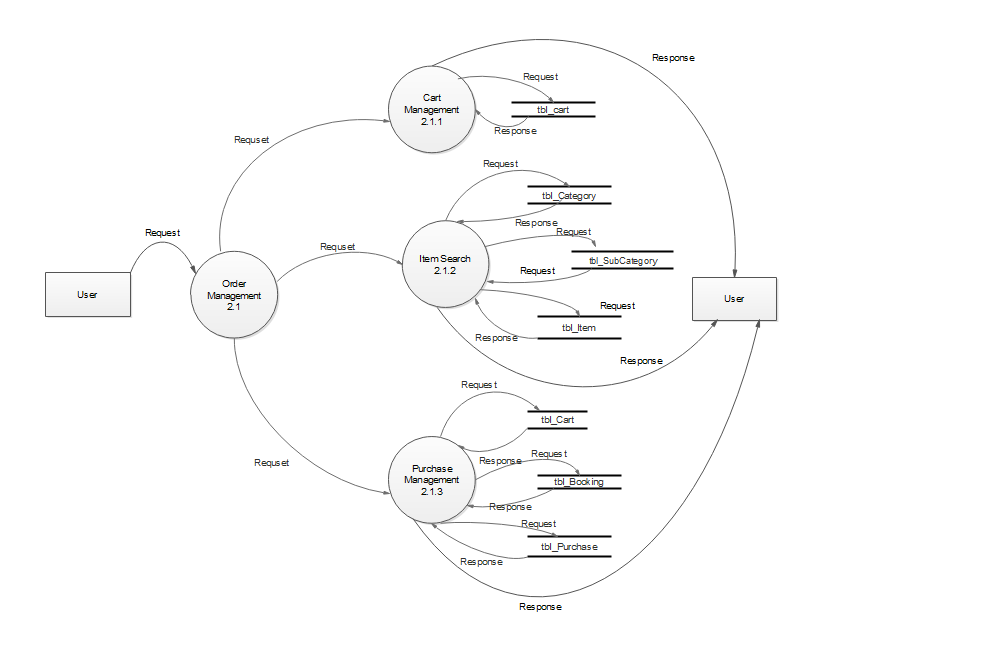 Response
Request
Cart
Management
2.1.1
tbl_cart
Response
Requset
Request
tbl_Category
Response
Request
Request
Requset
Item Search
2.1.2
tbl_SubCategory
Request
User
Order
Management
2.1
User
Request
tbl_Item
Response
Response
Request
tbl_Cart
Response
Request
Requset
Purchase
Management
2.1.3
tbl_Booking
Response
Request
tbl_Purchase
Response
Response